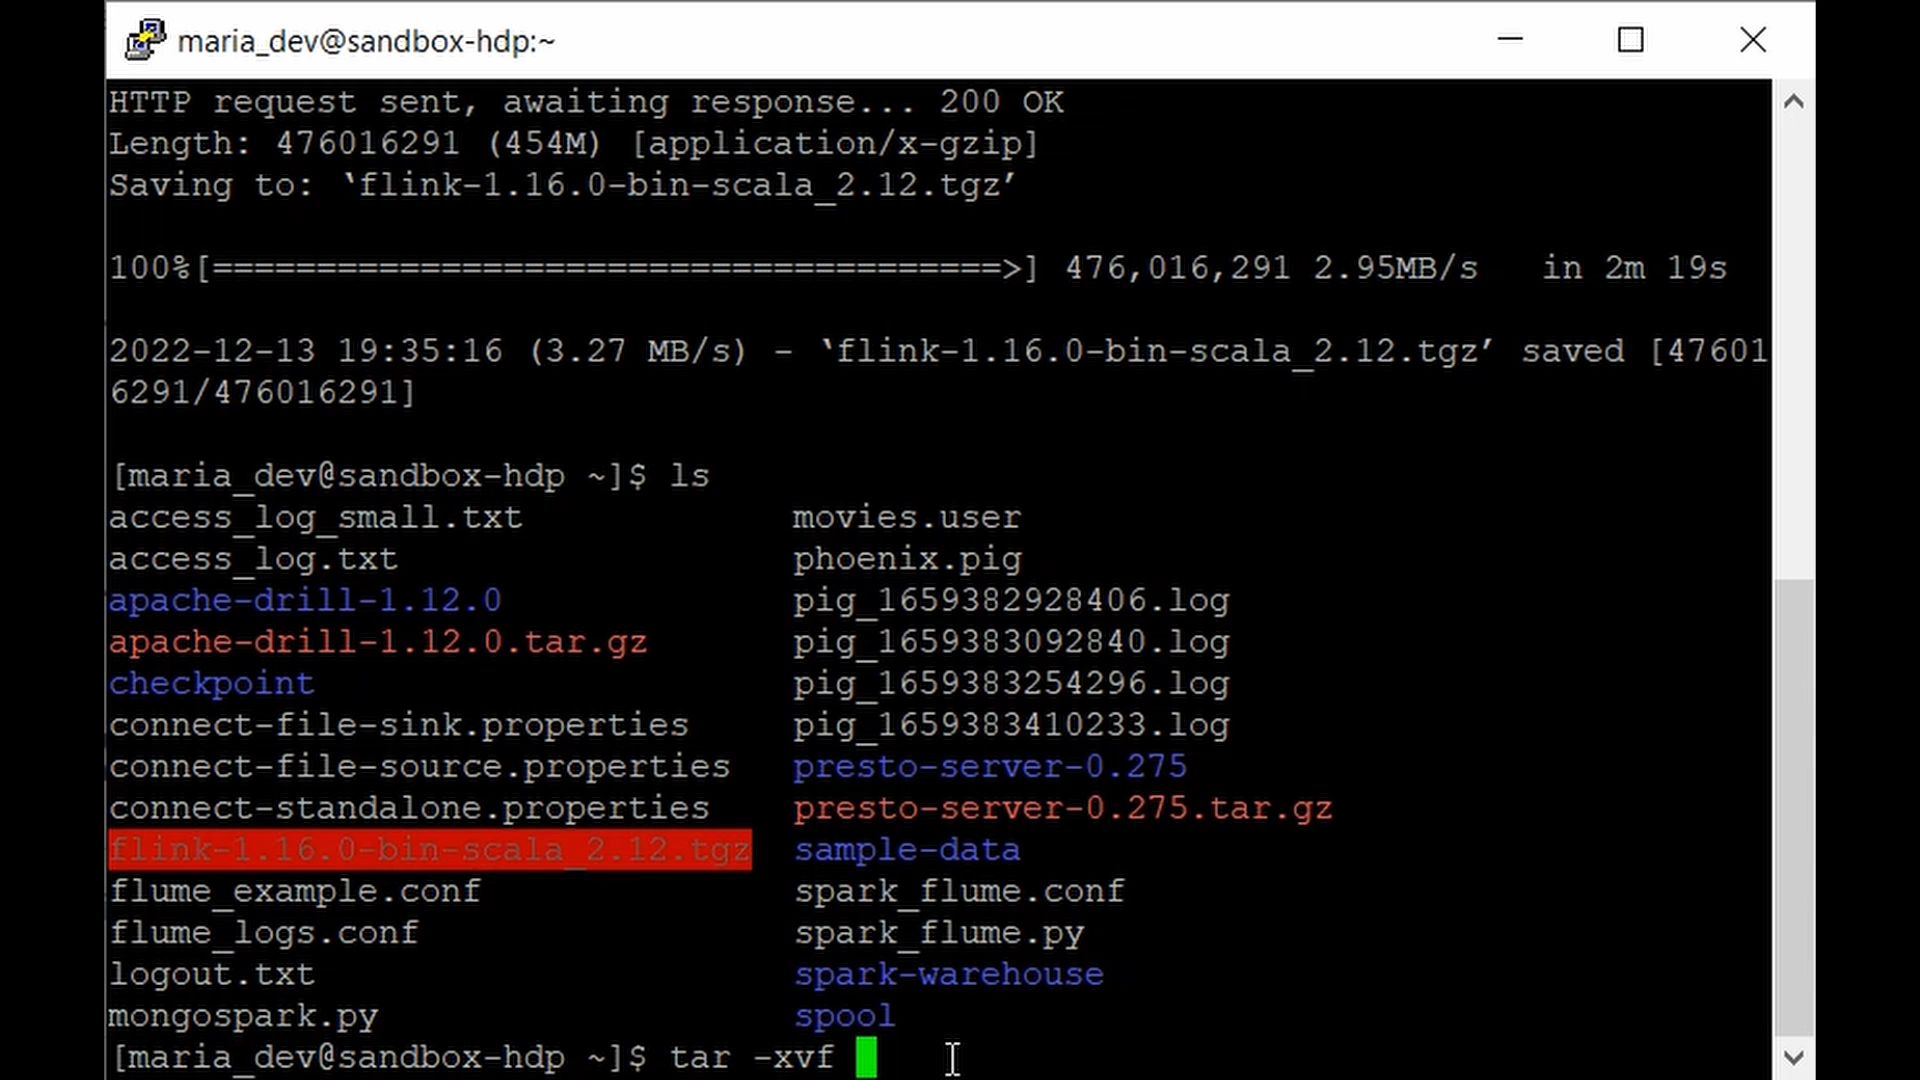 maria_dev@sandbox-hdp:~
HTTP request sent, awaiting response... 200 OK
Length: 476016291 (454M) [application/x-gzip]
Saving to: ‘flink-1.16.0-bin-scala_2.12.tgz’
100%[======================================>] 476,016,291 2.95MB/s   in 2m 19s
2022-12-13 19:35:16 (3.27 MB/s) - ‘flink-1.16.0-bin-scala_2.12.tgz’ saved [47601
6291/476016291]
[maria_dev@sandbox-hdp ~]$ ls
access_log_small.txt             movies.user
access_log.txt                   phoenix.pig
apache-drill-1.12.0              pig_1659382928406.log
apache-drill-1.12.0.tar.gz       pig_1659383092840.log
checkpoint                       pig_1659383254296.log
connect-file-sink.properties     pig_1659383410233.log
connect-file-source.properties   presto-server-0.275
connect-standalone.properties    presto-server-0.275.tar.gz
flink-1.16.0-bin-scala_2.12.tgz  sample-data
flume_example.conf               spark_flume.conf
flume_logs.conf                  spark_flume.py
logout.txt                       spark-warehouse
mongospark.py                    spool
[maria_dev@sandbox-hdp ~]$ tar -xvf